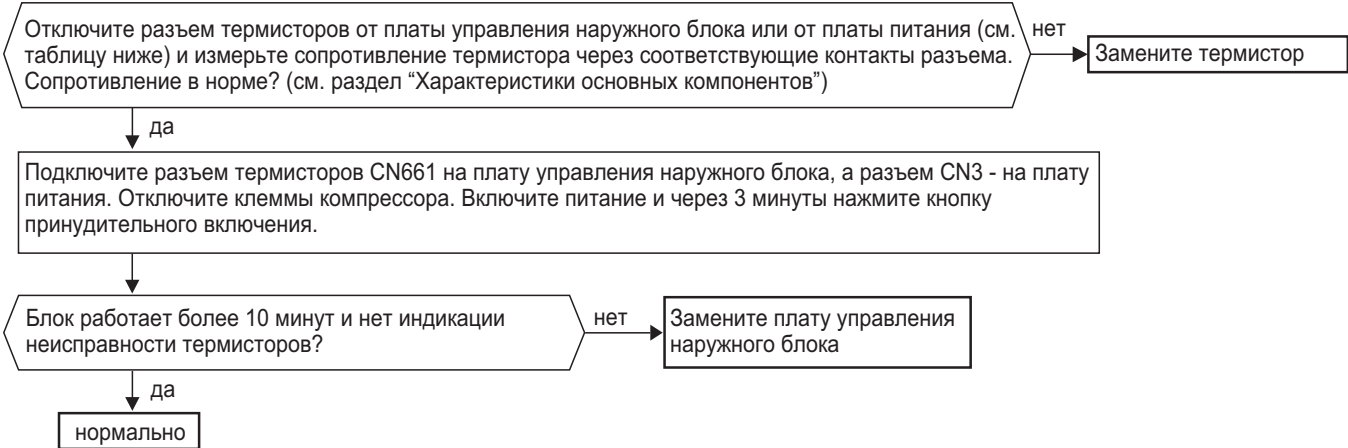 Отключите разъем термисторов от платы управления наружного блока или от платы питания (см.
таблицу ниже) и измерьте сопротивление термистора через соответствующие контакты разъема.
Сопротивление в норме? (см. раздел “Характеристики основных компонентов”)
нет
Замените термистор
да
Подключите разъем термисторов CN661 на плату управления наружного блока, а разъем CN3 - на плату
питания. Отключите клеммы компрессора. Включите питание и через 3 минуты нажмите кнопку
принудительного включения.
Блок работает более 10 минут и нет индикации
неисправности термисторов?
нет
Замените плату управления
наружного блока
да
нормально